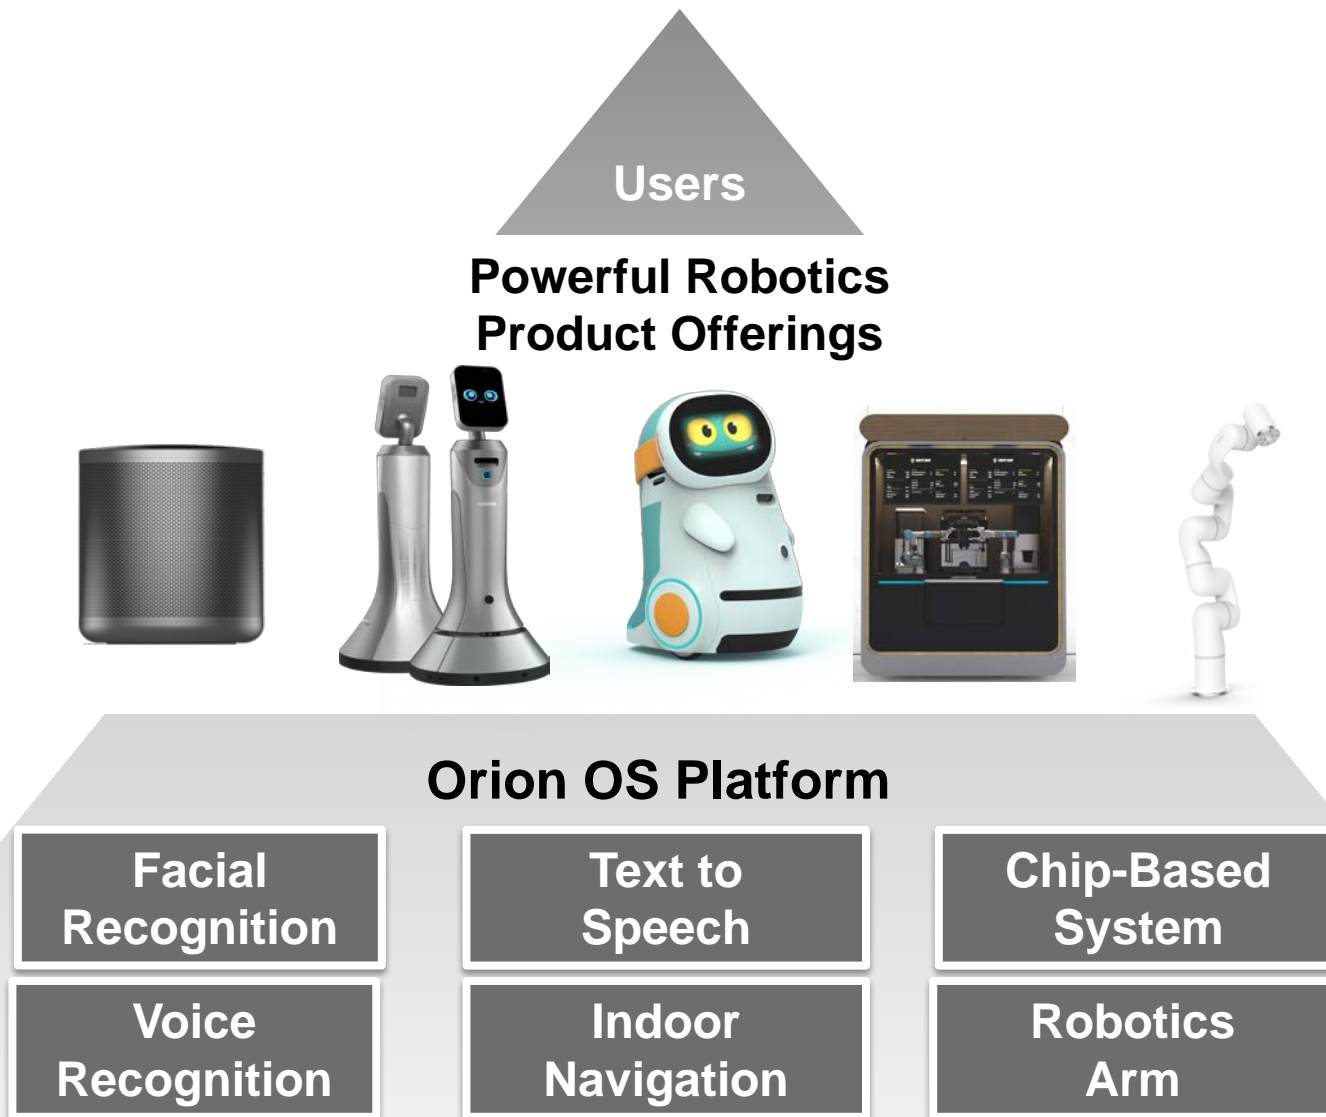 Users
Powerful Robotics
Product Offerings
Orion OS Platform
Facial
Recognition
Text to
Speech
Chip-Based
System
Voice
Recognition
Indoor
Navigation
Robotics
Arm